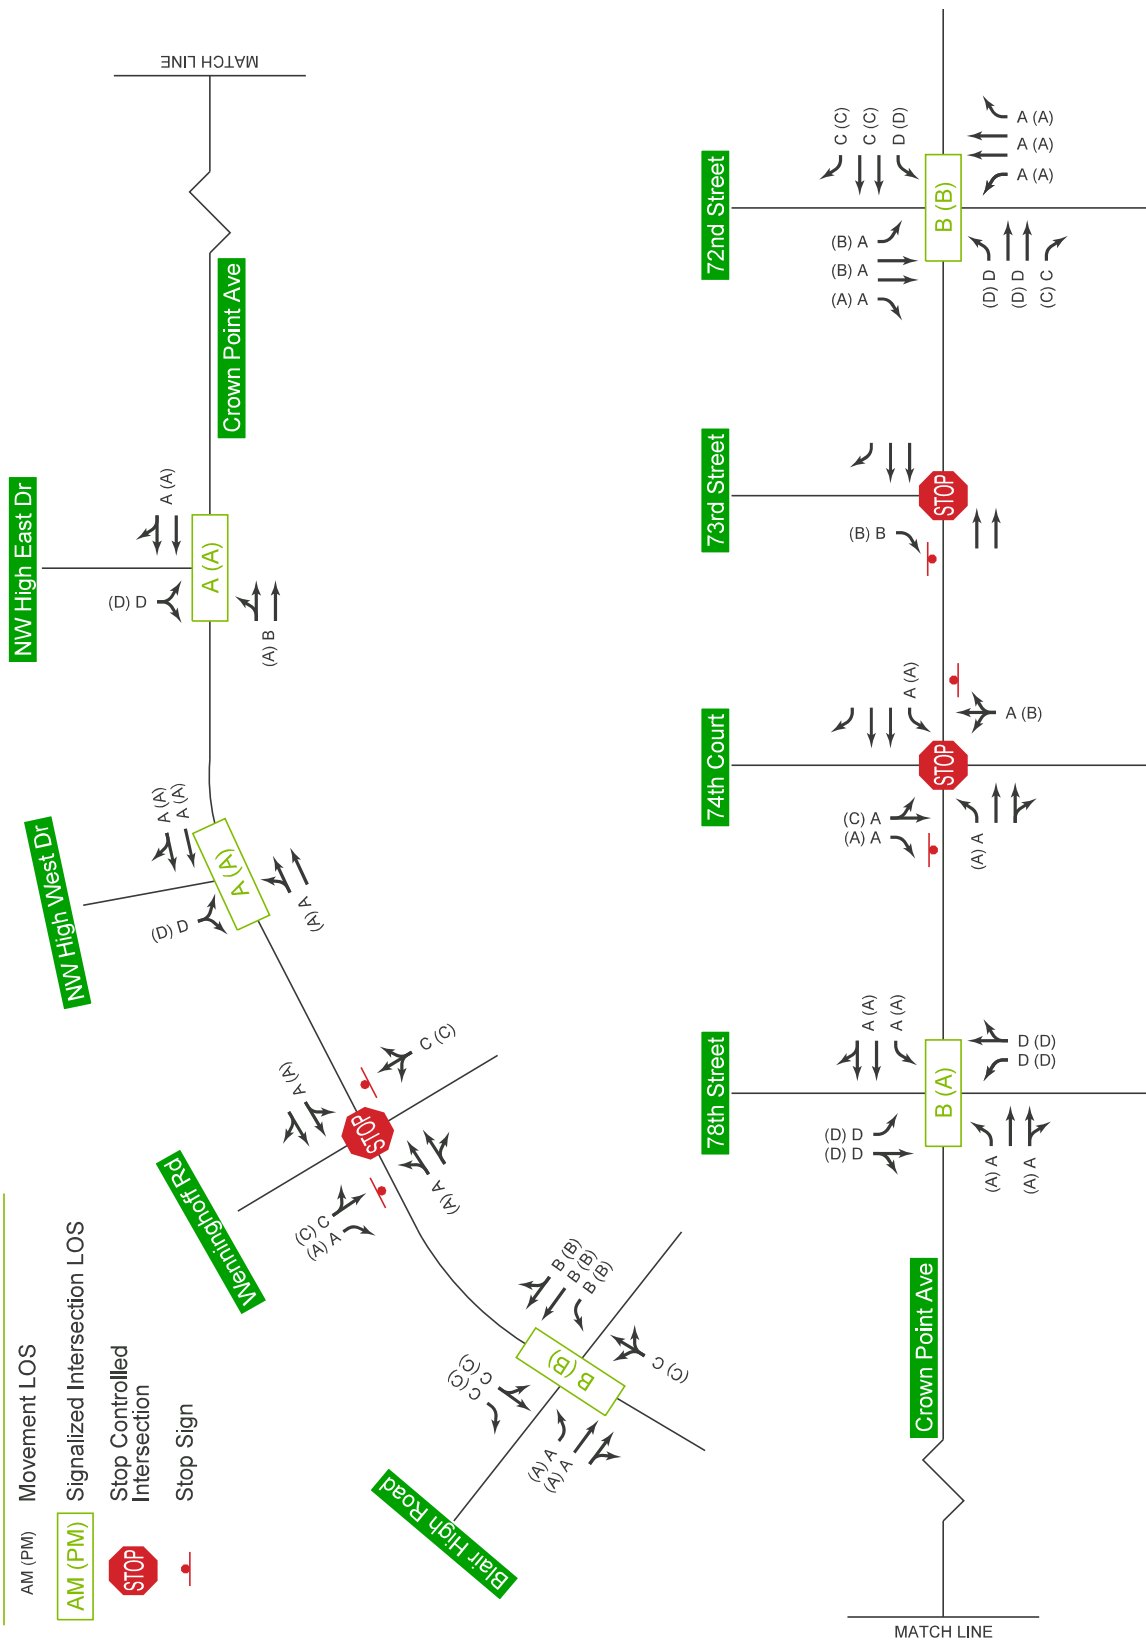 AM (PM) Movement LOS
AM (PM) Signalized Intersection LOS
STOP Stop Controlled
Intersection
Stop Sign
Blair High Road
C (C)
C (C)
B (B)
B (B)
B (B)
B (B)
(A) A
(A) A
(C) C
Wenninghoff Rd
A (A)
(C) C
(A) A
STOP
(A) A
C (C)
NW High West Dr
A (A)
A (A)
(D) D
A (A)
(A) A
NW High East Dr
A (A)
(D) D
A (A)
(A) B
Crown Point Ave
MATCH LINE
MATCH LINE
Crown Point Ave
78th Street
A (A)
A (A)
(D) D
(D) D
B (A)
(A) A
(A) A
D (D)
D (D)
74th Court
A (A)
(C) A
(A) A
STOP
(A) A
A (B)
73rd Street
(B) B
STOP
72nd Street
C (C)
C (C)
D (D)
(B) A
(B) A
(A) A
B (B)
(D) D
(D) D
(C) C
A (A)
A (A)
A (A)